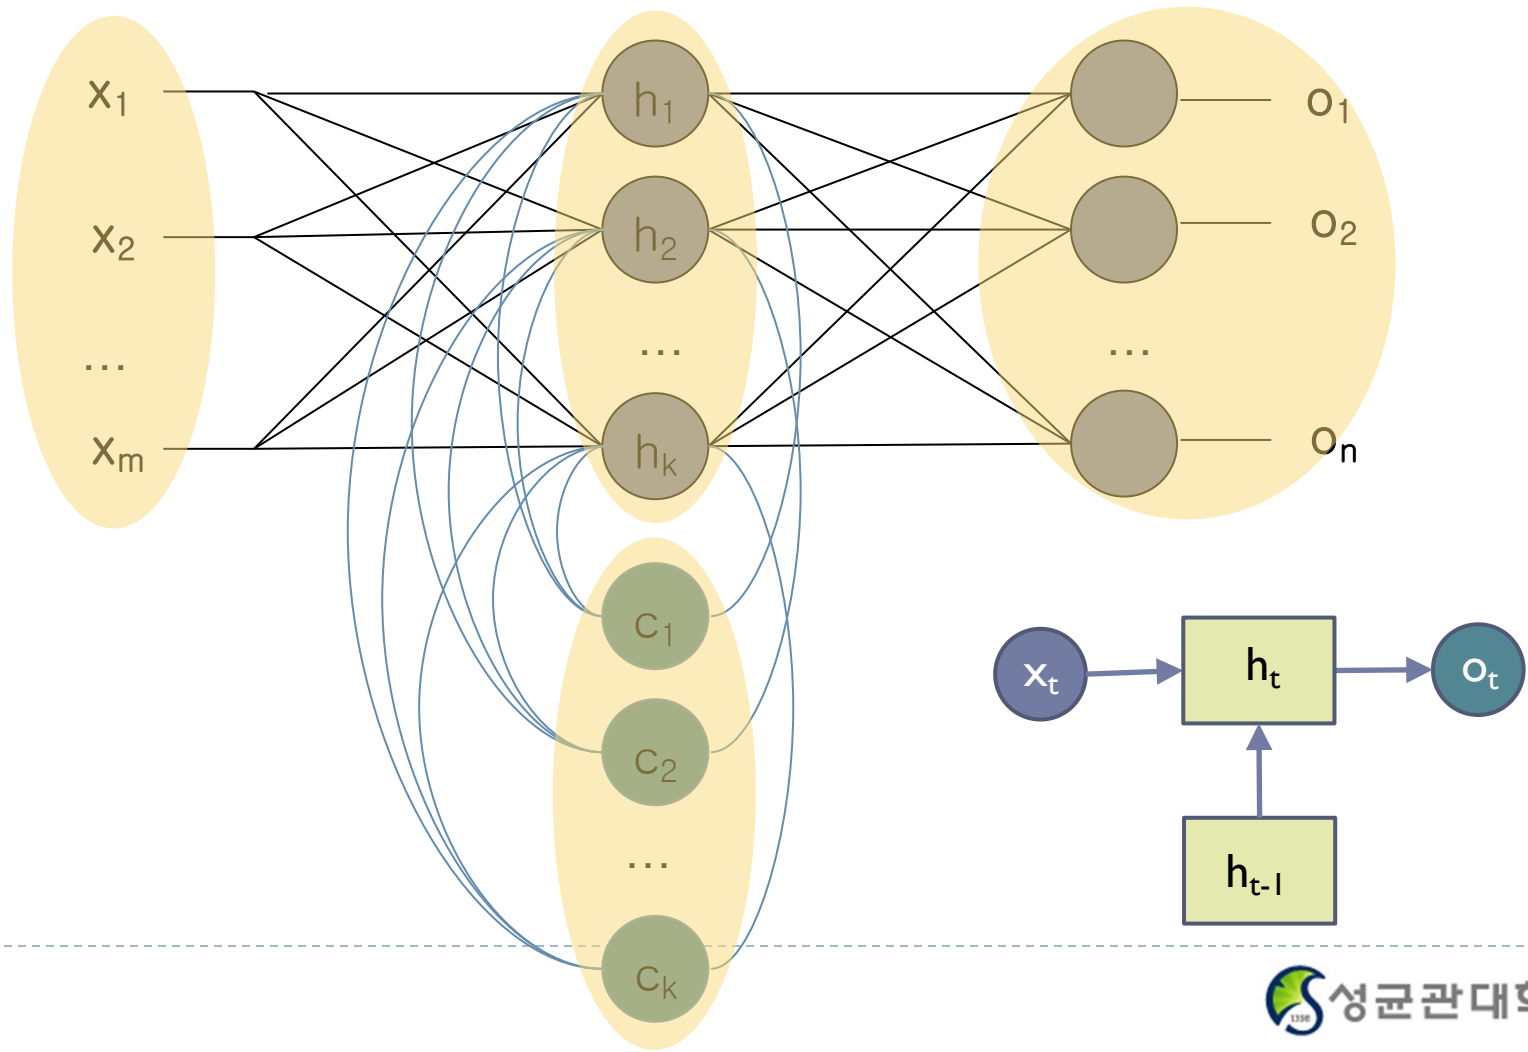 x1 h1 o1
x2 h2 o2
... ... ...
xm hk on
c1
c2
...
ck
xt ht ot
ht-1
1398
성균관대